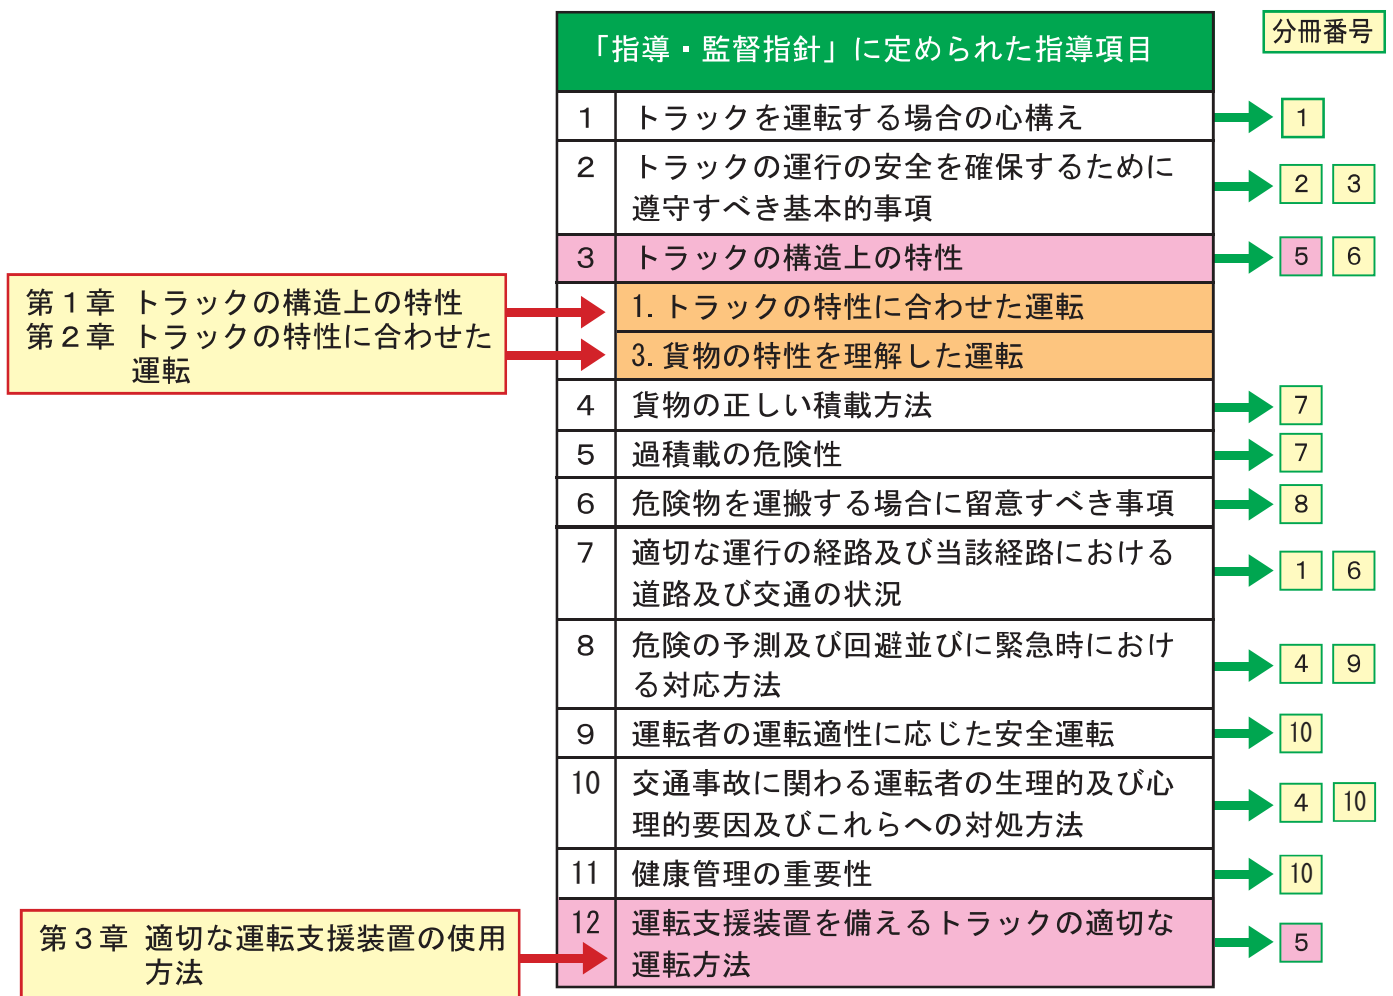 「指導・監督指針」に定められた指導項目
分冊番号
1 トラックを運転する場合の心構え
1
2 トラックの運行の安全を確保するために
遵守すべき基本的事項
2 3
3 トラックの構造上の特性
5 6
第1章 トラックの構造上の特性
第2章 トラックの特性に合わせた
運転
1. トラックの特性に合わせた運転
3. 貨物の特性を理解した運転
4 貨物の正しい積載方法
7
5 過積載の危険性
7
6 危険物を運搬する場合に留意すべき事項
8
7 適切な運行の経路及び当該経路における
道路及び交通の状況
1 6
8 危険の予測及び回避並びに緊急時におけ
る対応方法
4 9
9 運転者の運転適性に応じた安全運転
10
10 交通事故に関わる運転者の生理的及び心
理的要因及びこれらへの対処方法
4 10
11 健康管理の重要性
10
12 運転支援装置を備えるトラックの適切な
運転方法
5
第3章 適切な運転支援装置の使用
方法